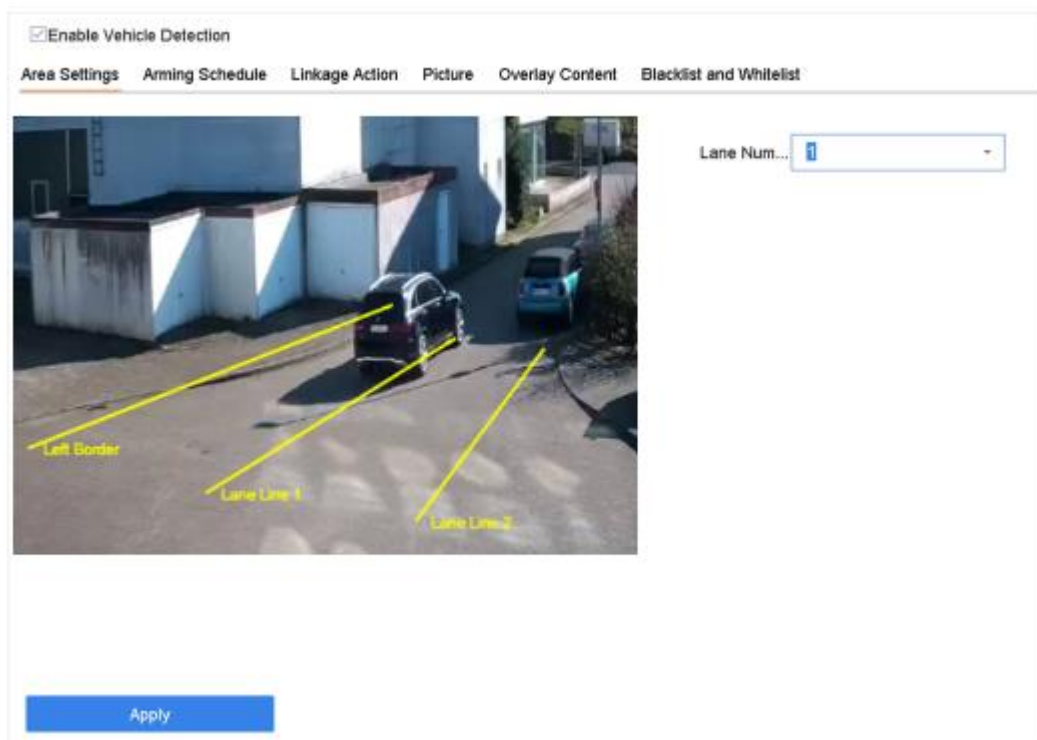 Enable Vehicle Detection
Area Settings Arming Schedule Linkage Action Picture Overlay Content Blacklist and Whitelist
Lane Num... 1
Left Border
Lane Line 1
Lane Line 2
Apply